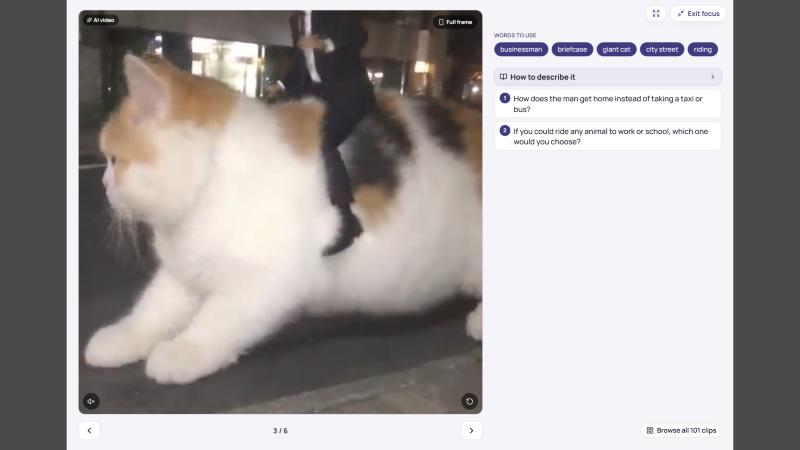 AI video
Full frame
Exit focus
WORDS TO USE
businessman
briefcase
giant cat
city street
riding
How to describe it
1 How does the man get home instead of taking a taxi or
bus?
2 If you could ride any animal to work or school, which one
would you choose?
3 / 6
Browse all 101 clips